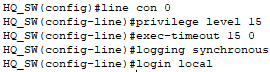 HQ_SW(config)#line con 0
HQ_SW(config-line)#privilege level 15
HQ_SW(config-line)#exec-timeout 15 0
HQ_SW(config-line)#logging synchronous
HQ_SW(config-line)#login local